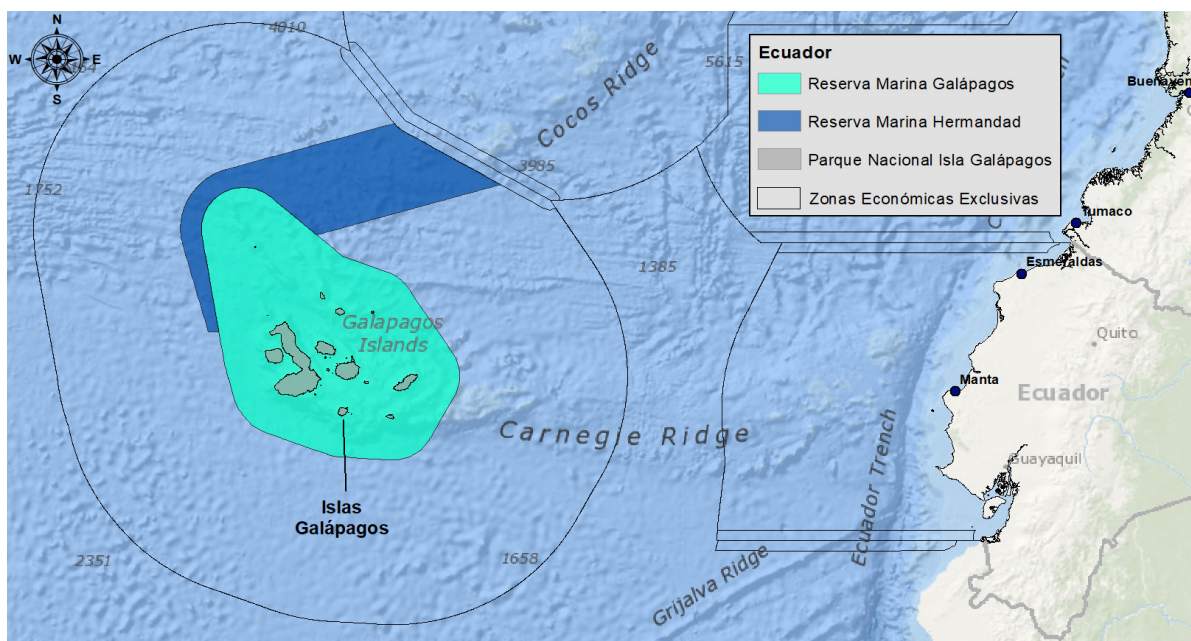 N
W
E
S
4010
Cocos Ridge
5615
Ecuador
Reserva Marina Galápagos
Reserva Marina Hermandad
Parque Nacional Isla Galápagos
Zonas Económicas Exclusivas
3985
1752
Tumaco
Esmeraldas
1385
Galapagos
Islands
Quito
Manta
Ecuador
Carnegie Ridge
Ecuador Trench
Guayaquil
Islas
Galápagos
2351
1658
Grijalva Ridge